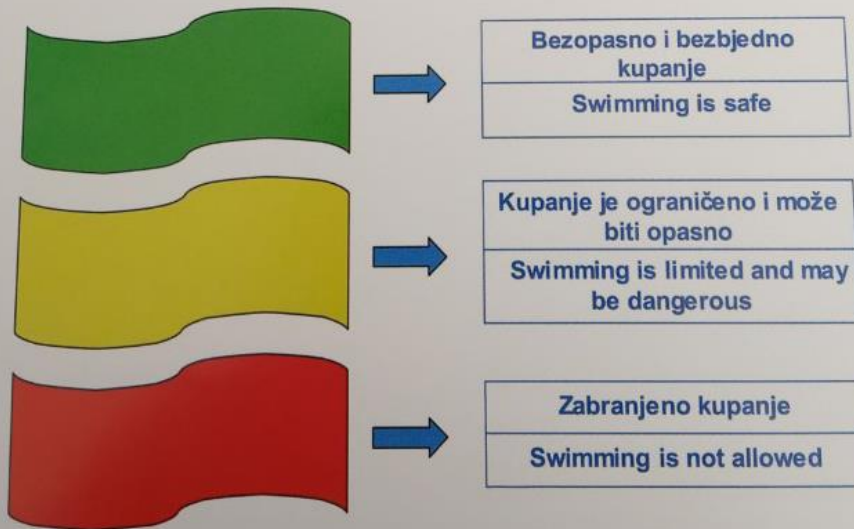 Bezopasno i bezbjedno
kupanje
Swimming is safe
Kupanje je ograničeno i može
biti opasno
Swimming is limited and may
be dangerous
Zabranjeno kupanje
Swimming is not allowed